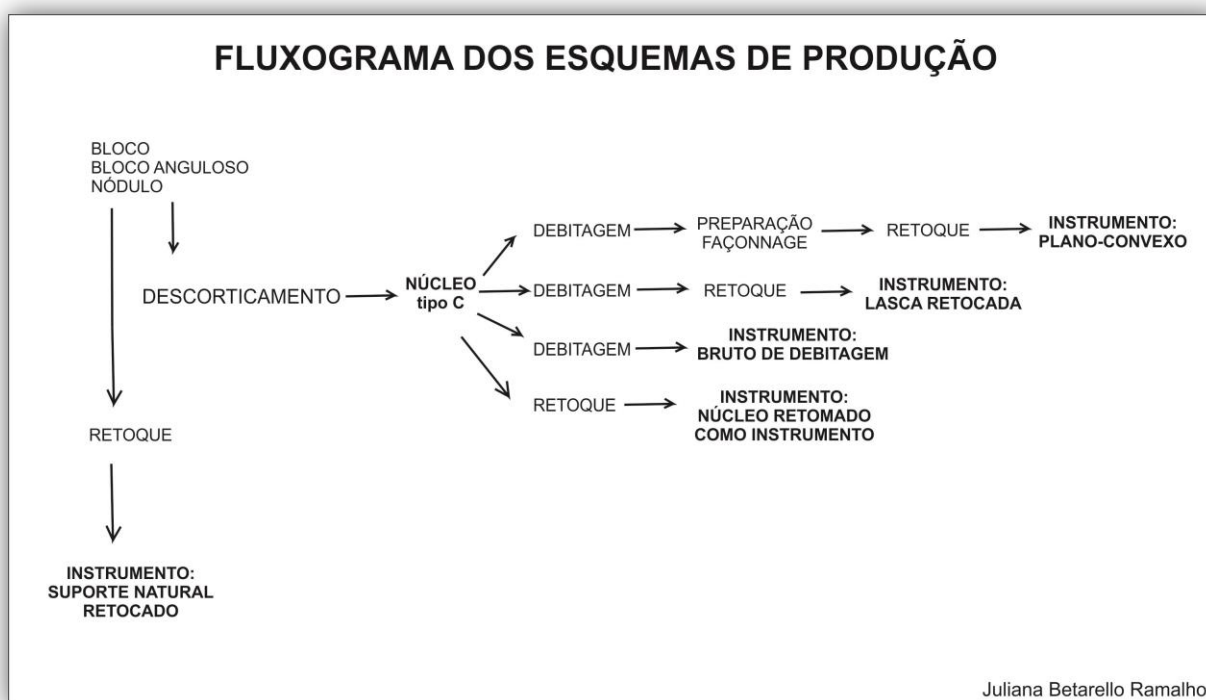 FLUXOGRAMA DOS ESQUEMAS DE PRODUÇÃO
BLOCO
BLOCO ANGULOSO
NÓDULO
DESCORTICAMENTO
NÚCLEO
tipo C
DEBITAGEM
PREPARAÇÃO
FAÇONNAGE
RETOQUE
INSTRUMENTO:
PLANO-CONVEXO
DEBITAGEM
RETOQUE
INSTRUMENTO:
LASCA RETOCADA
DEBITAGEM
INSTRUMENTO:
BRUTO DE DEBITAGEM
RETOQUE
INSTRUMENTO:
NÚCLEO RETOMADO
COMO INSTRUMENTO
RETOQUE
INSTRUMENTO:
SUPORTE NATURAL
RETOCADO
Juliana Betarello Ramalho